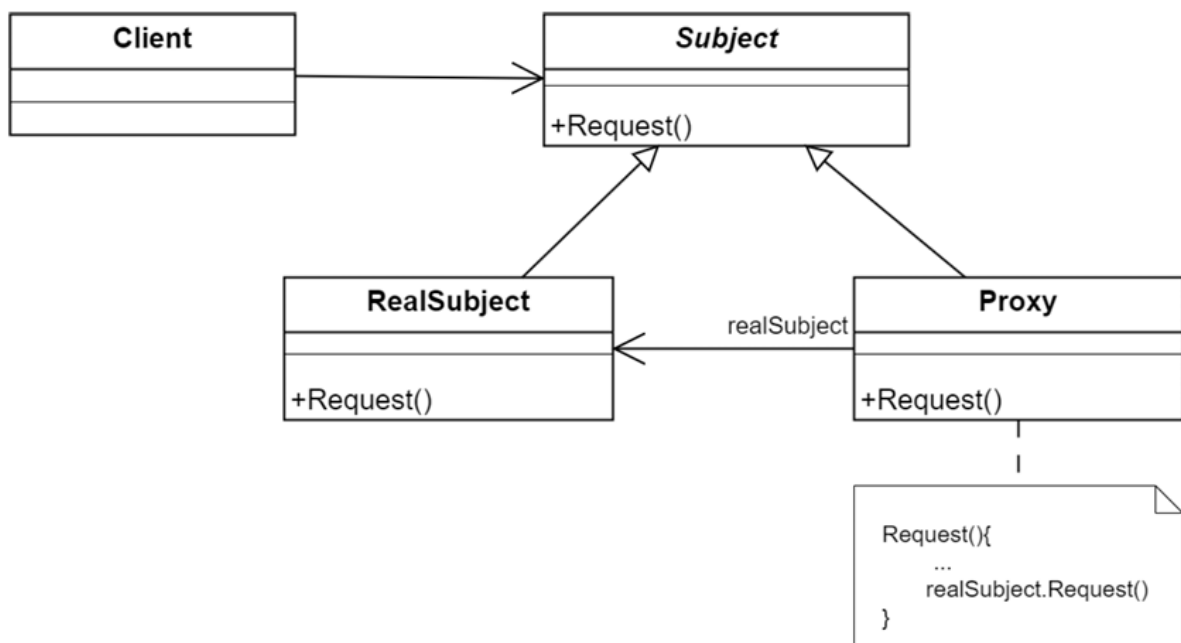 Client
Subject
+Request()
RealSubject
+Request()
realSubject
Proxy
+Request()
Request(){
...
realSubject.Request()
}